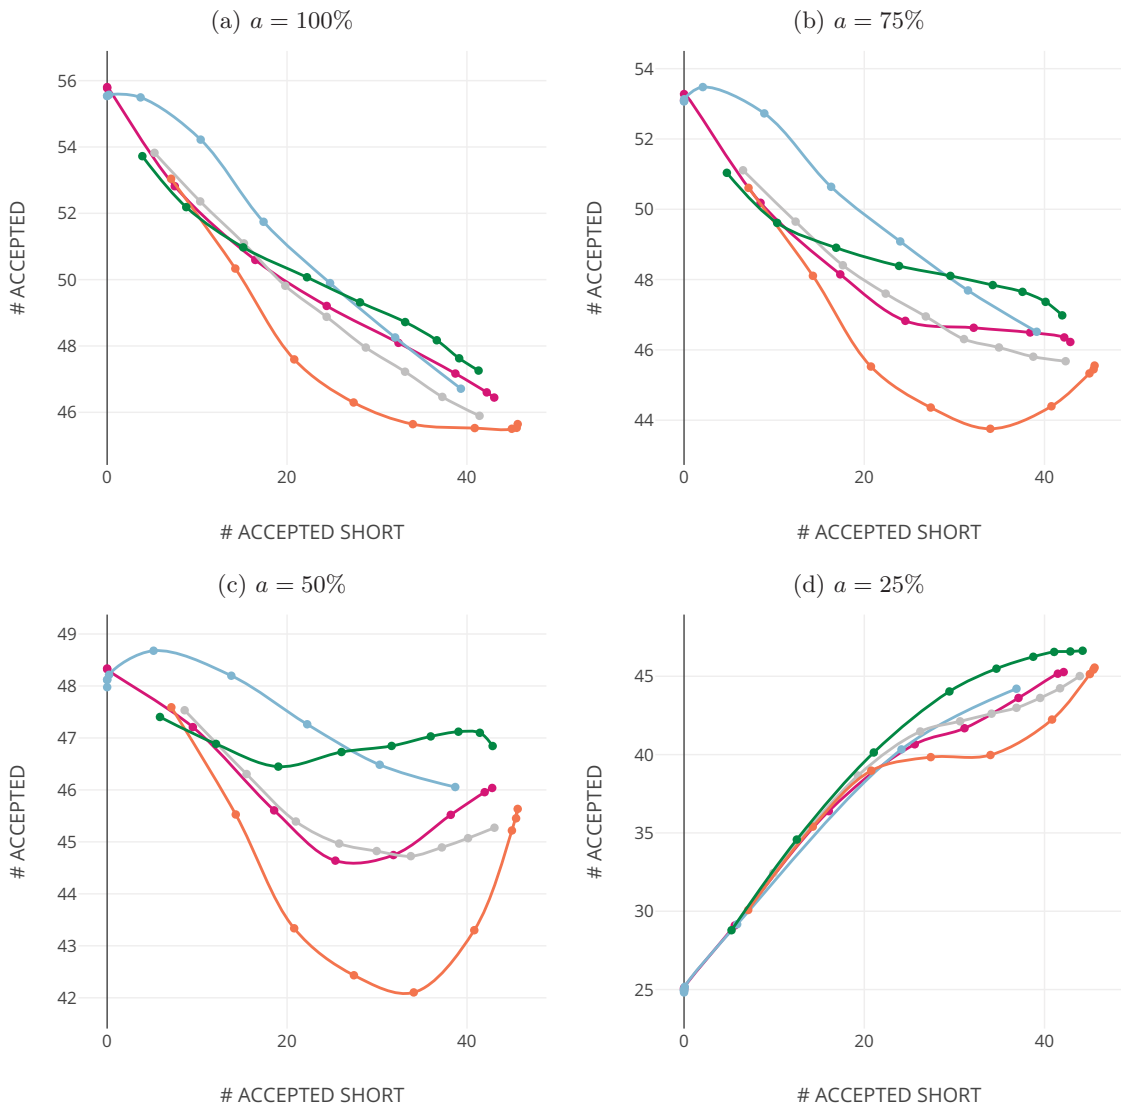 (a) a = 100%
(b) a = 75%
56
54
52
50
48
46
54
52
50
48
46
44
# ACCEPTED
# ACCEPTED
0 20 40
0 20 40
# ACCEPTED SHORT
# ACCEPTED SHORT
(c) a = 50%
(d) a = 25%
49
48
47
46
45
44
43
42
45
40
35
30
25
# ACCEPTED
# ACCEPTED
0 20 40
0 20 40
# ACCEPTED SHORT
# ACCEPTED SHORT